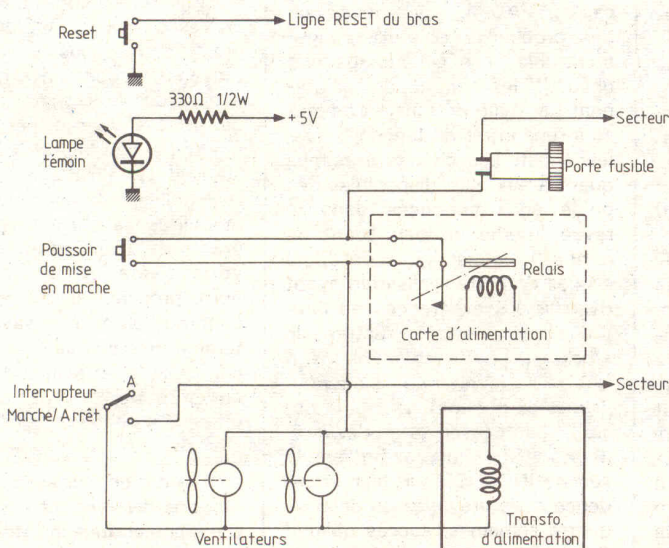 Reset
Ligne RESET du bras
330Ω 1/2W
+5V
Lampe
témoin
Secteur
Porte fusible
Poussoir
de mise
en marche
Relais
Carte d'alimentation
A
Interrupteur
Marche/Arrêt
Secteur
Ventilateurs
Transfo.
d'alimentation